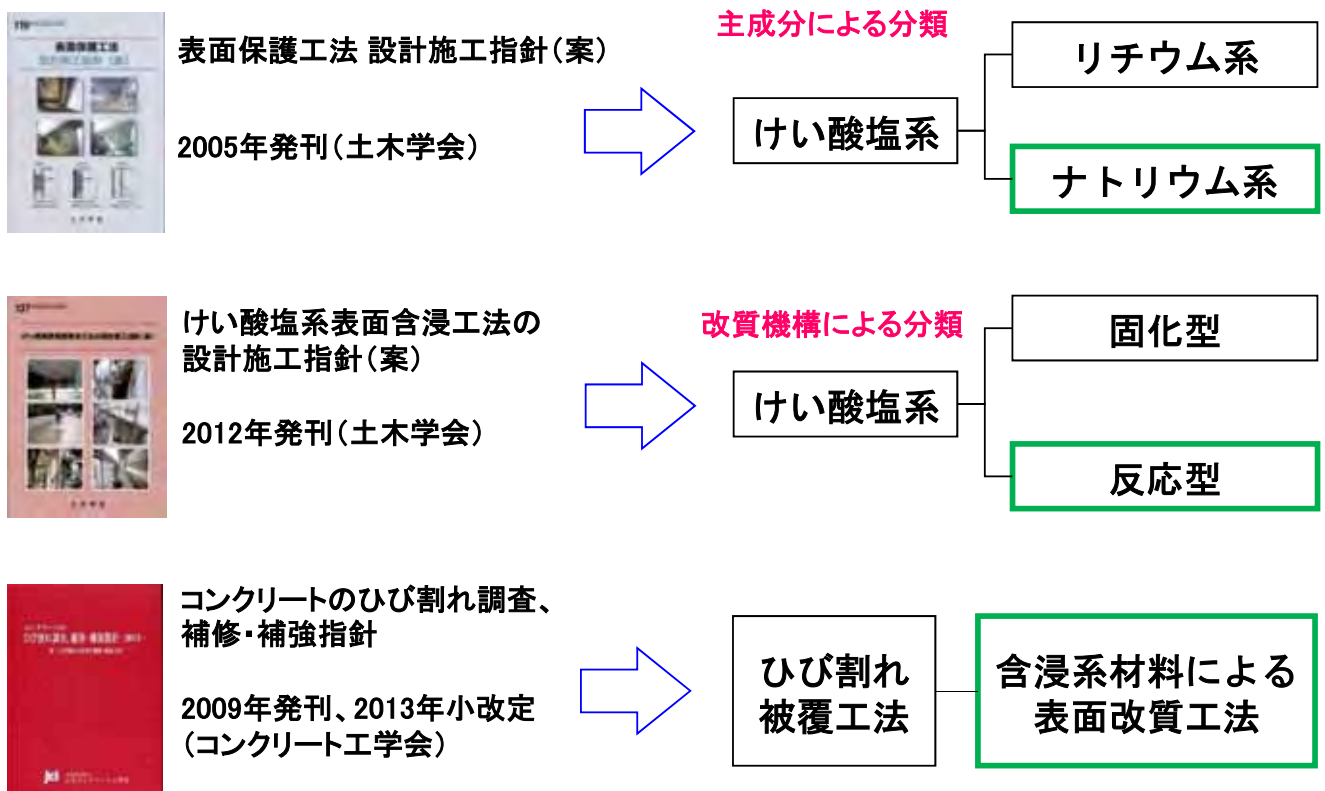 表面保護工法
表面保護工法 設計施工指針（案）
2005年発刊（土木学会）
主成分による分類
けい酸塩系
リチウム系
ナトリウム系
けい酸塩系表面含浸工法の
設計施工指針（案）
2012年発刊（土木学会）
改質機構による分類
けい酸塩系
固化型
反応型
コンクリートのひび割れ調査、
補修・補強指針
2009年発刊、2013年小改定
（コンクリート工学会）
ひび割れ
被覆工法
含浸系材料による
表面改質工法
jci